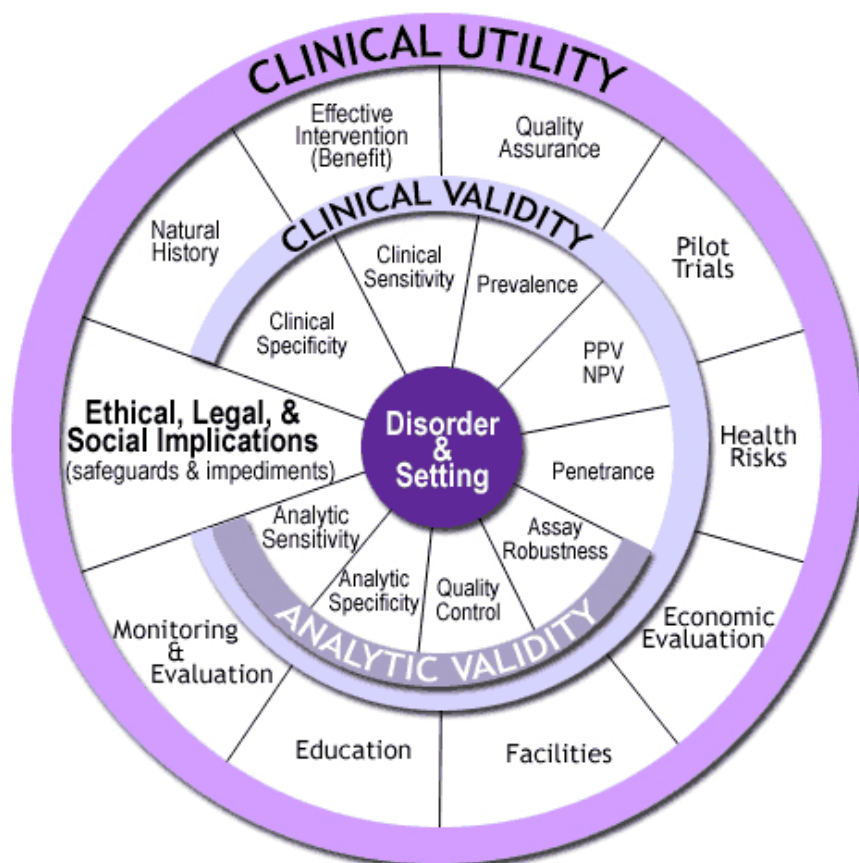 CLINICAL UTILITY
Effective
Intervention
(Benefit)
Quality
Assurance
Natural
History
Pilot
Trials
CLINICAL VALIDITY
Clinical
Sensitivity
Prevalence
Clinical
Specificity
PPV
NPV
Ethical, Legal, &
Social Implications
(safeguards & impediments)
Disorder
&
Setting
Health
Risks
Penetrance
Analytic
Sensitivity
Assay
Robustness
Analytic
Specificity
Quality
Control
ANALYTIC VALIDITY
Monitoring
&
Evaluation
Economic
Evaluation
Education
Facilities